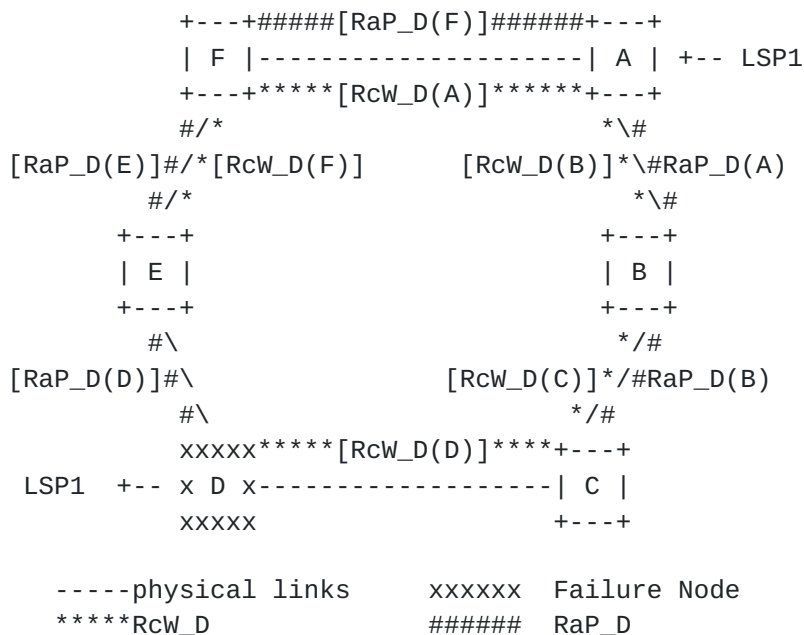 +---+#####[RaP_D(F)]######+---+
| F |---------------------| A | +-- LSP1
+---+*****[RcW_D(A)]******+---+
#/* *\#
[RaP_D(E)]#/*[RcW_D(F)] [RcW_D(B)]*\#RaP_D(A)
#/* *\#
+---+ +---+
| E | | B |
+---+ +---+
#\ */#
[RaP_D(D)]#\ [RcW_D(C)]*/#RaP_D(B)
#\ */#
xxxxx*****[RcW_D(D)]****+---+
LSP1 +-- x D x-------------------| C |
xxxxx +---+
-----physical links xxxxxx Failure Node
*****RcW_D ###### RaP_D